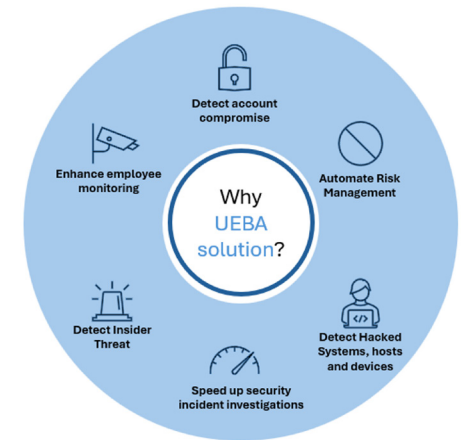 Detect account
compromise
Enhance employee
monitoring
Automate Risk
Management
Why
UEBA
solution?
Detect Insider
Threat
Detect Hacked
Systems, hosts
and devices
</>
Speed up security
incident investigations